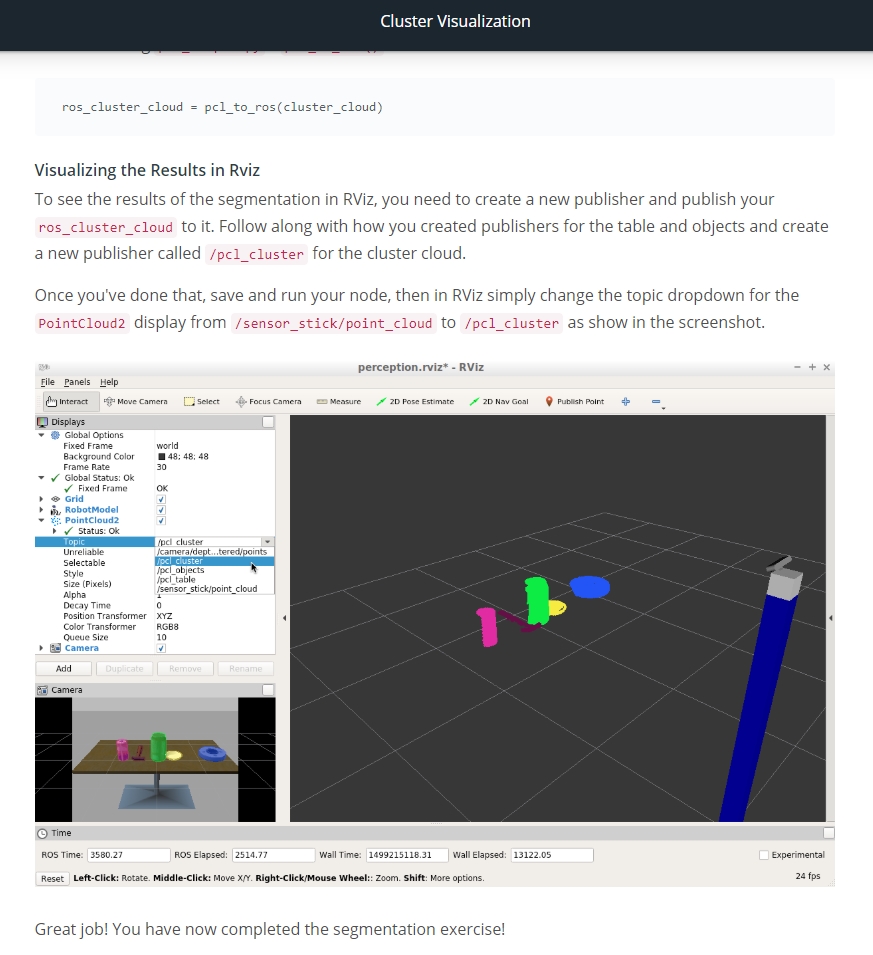 Cluster Visualization
ros_cluster_cloud = pcl_to_ros(cluster_cloud)
Visualizing the Results in Rviz
To see the results of the segmentation in RViz, you need to create a new publisher and publish your
ros_cluster_cloud to it. Follow along with how you created publishers for the table and objects and create
a new publisher called /pcl_cluster for the cluster cloud.
Once you've done that, save and run your node, then in RViz simply change the topic dropdown for the
PointCloud2 display from /sensor_stick/point_cloud to /pcl_cluster as show in the screenshot.
perception.rviz* - RViz
File Panels Help
Interact Move Camera Select Focus Camera Measure 2D Pose Estimate 2D Nav Goal Publish Point
Displays
Global Options
Fixed Frame world
Background Color 48; 48; 48
Frame Rate 30
Global Status: Ok
Fixed Frame OK
Grid
RobotModel
PointCloud2
Status: Ok
Topic /pcl_cluster
Unreliable /camera/dept...tered/points
Selectable /pcl_cluster
Style /pcl_objects
Size (Pixels) /pcl_table
/sensor_stick/point_cloud
Alpha 1
Decay Time 0
Position Transformer XYZ
Color Transformer RGB8
Queue Size 10
Camera
Add Duplicate Remove Rename
Camera
Time
ROS Time: 3580.27 ROS Elapsed: 2514.77 Wall Time: 1499215118.31 Wall Elapsed: 13122.05 Experimental
Reset Left-Click: Rotate. Middle-Click: Move X/Y. Right-Click/Mouse Wheel:: Zoom. Shift: More options. 24 fps
Great job! You have now completed the segmentation exercise!